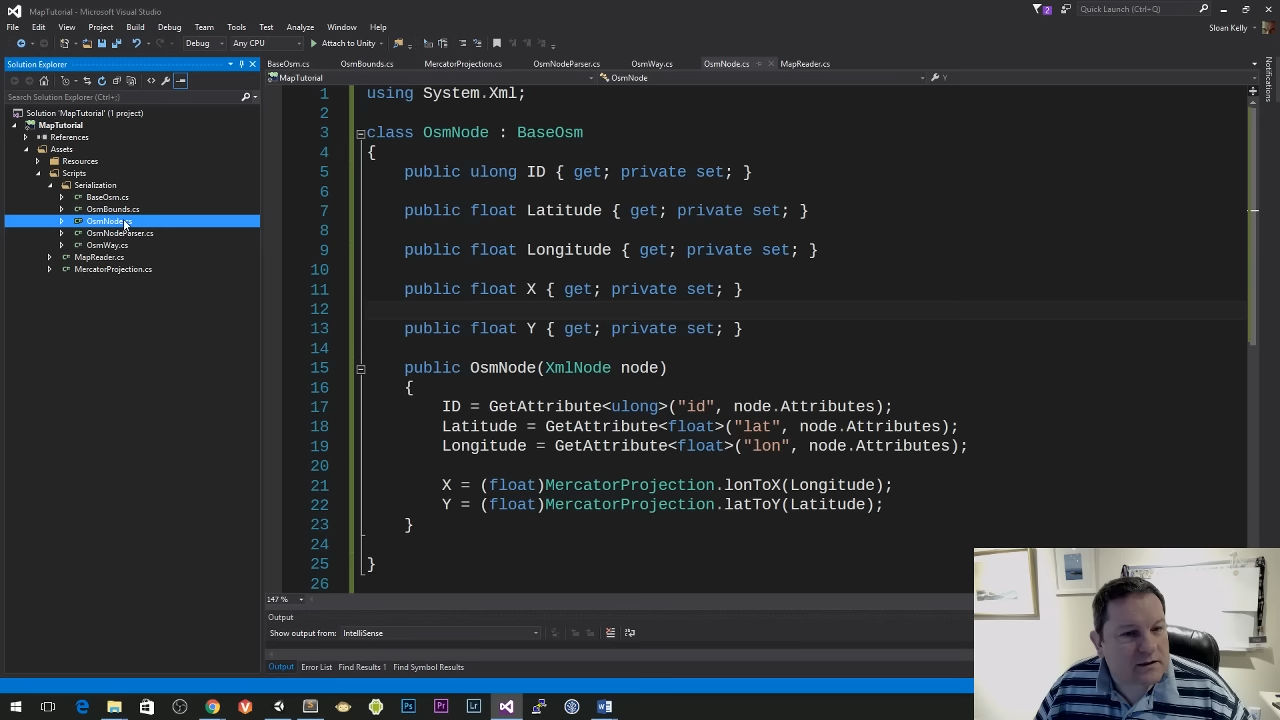 MapTutorial - Microsoft Visual Studio
2
Quick Launch (Ctrl+Q)
File
Edit
View
Project
Build
Debug
Team
Tools
Test
Analyze
Window
Help
Sloan Kelly
Debug
Any CPU
Attach to Unity
Solution Explorer
BaseOsm.cs
OsmBounds.cs
MercatorProjection.cs
OsmNodeParser.cs
OsmWay.cs
OsmNode.cs
MapReader.cs
MapTutorial
OsmNode
Y
Notifications
Search Solution Explorer (Ctrl+;)
Solution 'MapTutorial' (1 project)
MapTutorial
References
Assets
Resources
Scripts
Serialization
BaseOsm.cs
OsmBounds.cs
OsmNode.cs
OsmNodeParser.cs
OsmWay.cs
MapReader.cs
MercatorProjection.cs
1 using System.Xml;
2
3 class OsmNode : BaseOsm
4 {
5 public ulong ID { get; private set; }
6
7 public float Latitude { get; private set; }
8
9 public float Longitude { get; private set; }
10
11 public float X { get; private set; }
12
13 public float Y { get; private set; }
14
15 public OsmNode(XmlNode node)
16 {
17 ID = GetAttribute<ulong>("id", node.Attributes);
18 Latitude = GetAttribute<float>("lat", node.Attributes);
19 Longitude = GetAttribute<float>("lon", node.Attributes);
20
21 X = (float)MercatorProjection.lonToX(Longitude);
22 Y = (float)MercatorProjection.latToY(Latitude);
23 }
24
25 }
26
147 %
Output
Show output from: IntelliSense
Output
Error List
Find Results 1
Find Symbol Results